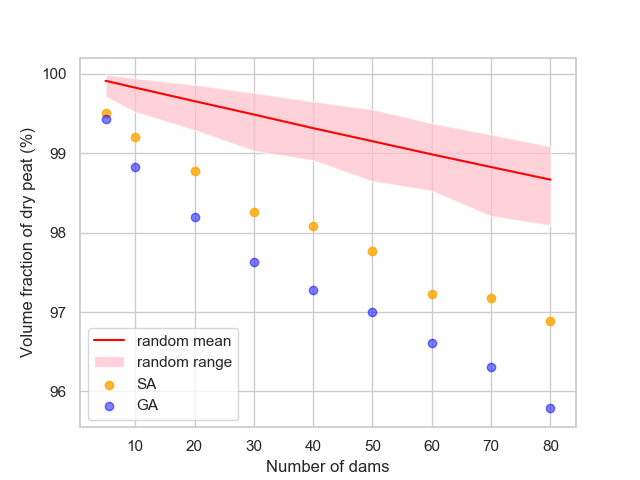 100
99
98
97
96
Volume fraction of dry peat (%)
random mean
random range
SA
GA
10 20 30 40 50 60 70 80
Number of dams